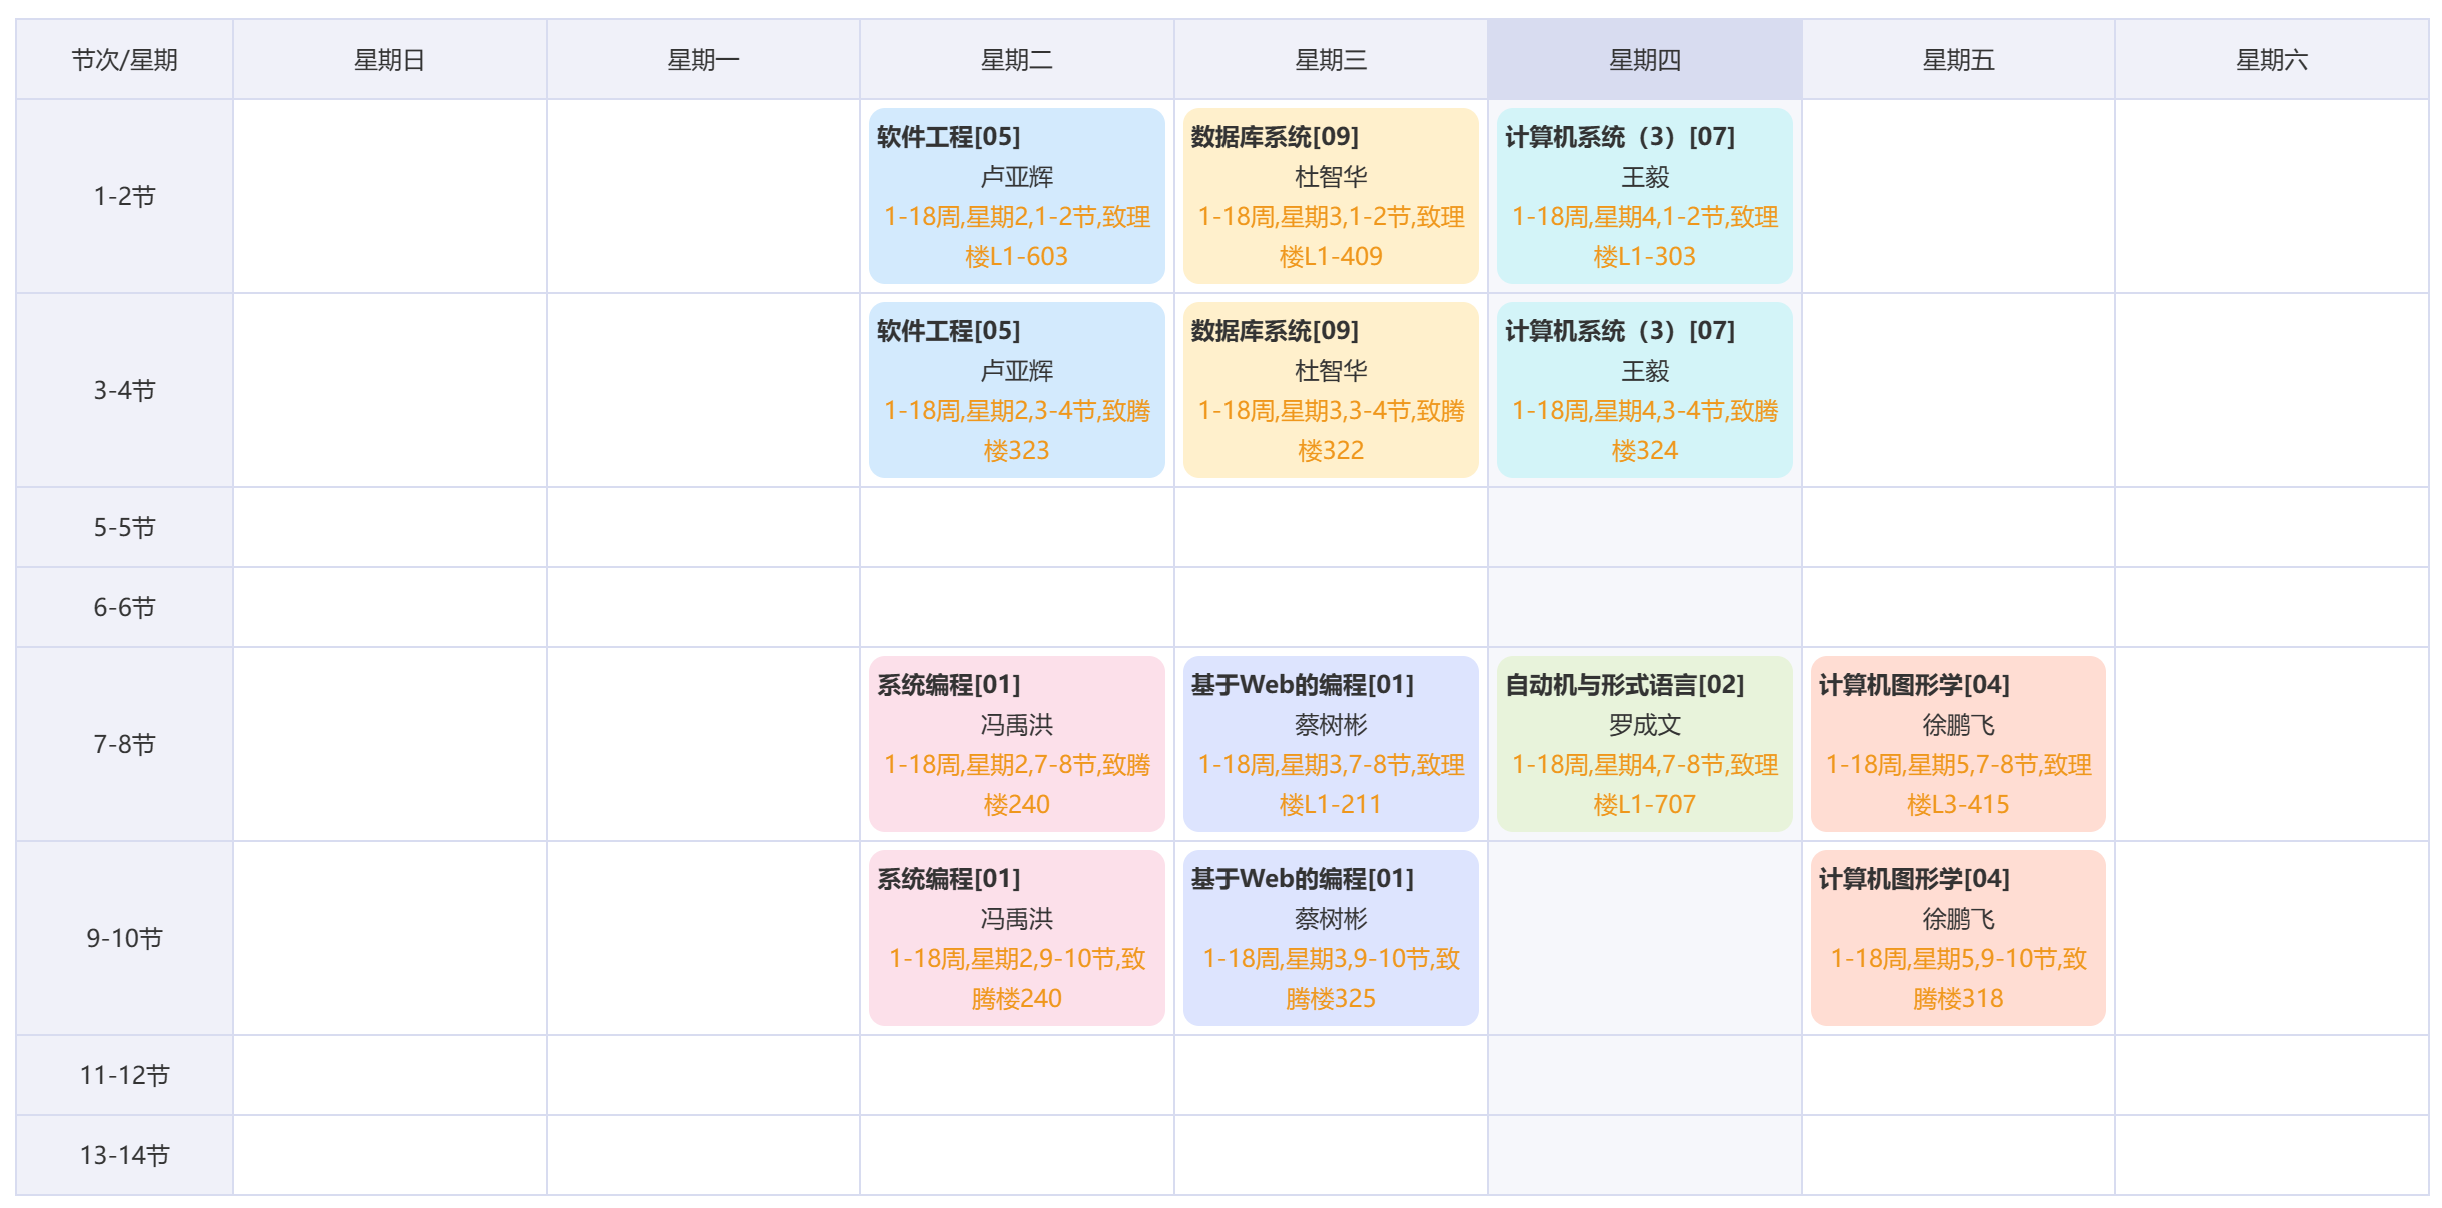 节次/星期 星期日 星期一 星期二 星期三 星期四 星期五 星期六
1-2节
软件工程[05]
卢亚辉
1-18周,星期2,1-2节,致理
楼L1-603
数据库系统[09]
杜智华
1-18周,星期3,1-2节,致理
楼L1-409
计算机系统（3）[07]
王毅
1-18周,星期4,1-2节,致理
楼L1-303
3-4节
软件工程[05]
卢亚辉
1-18周,星期2,3-4节,致腾
楼323
数据库系统[09]
杜智华
1-18周,星期3,3-4节,致腾
楼322
计算机系统（3）[07]
王毅
1-18周,星期4,3-4节,致腾
楼324
5-5节
6-6节
7-8节
系统编程[01]
冯禹洪
1-18周,星期2,7-8节,致腾
楼240
基于Web的编程[01]
蔡树彬
1-18周,星期3,7-8节,致理
楼L1-211
自动机与形式语言[02]
罗成文
1-18周,星期4,7-8节,致理
楼L1-707
计算机图形学[04]
徐鹏飞
1-18周,星期5,7-8节,致理
楼L3-415
9-10节
系统编程[01]
冯禹洪
1-18周,星期2,9-10节,致
腾楼240
基于Web的编程[01]
蔡树彬
1-18周,星期3,9-10节,致
腾楼325
计算机图形学[04]
徐鹏飞
1-18周,星期5,9-10节,致
腾楼318
11-12节
13-14节